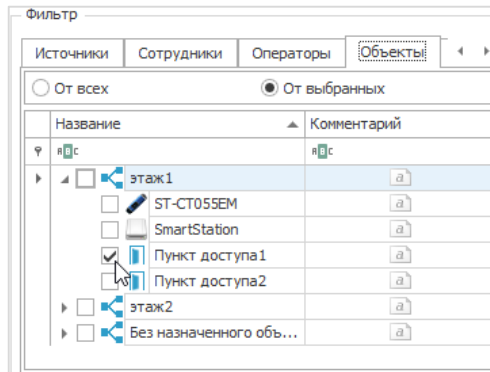 Фильтр
Источники Сотрудники Операторы Объекты
От всех От выбранных
Название Комментарий
этаж1
ST-CT055EM
SmartStation
Пункт доступа1
Пункт доступа2
этаж2
Без назначенного объ...